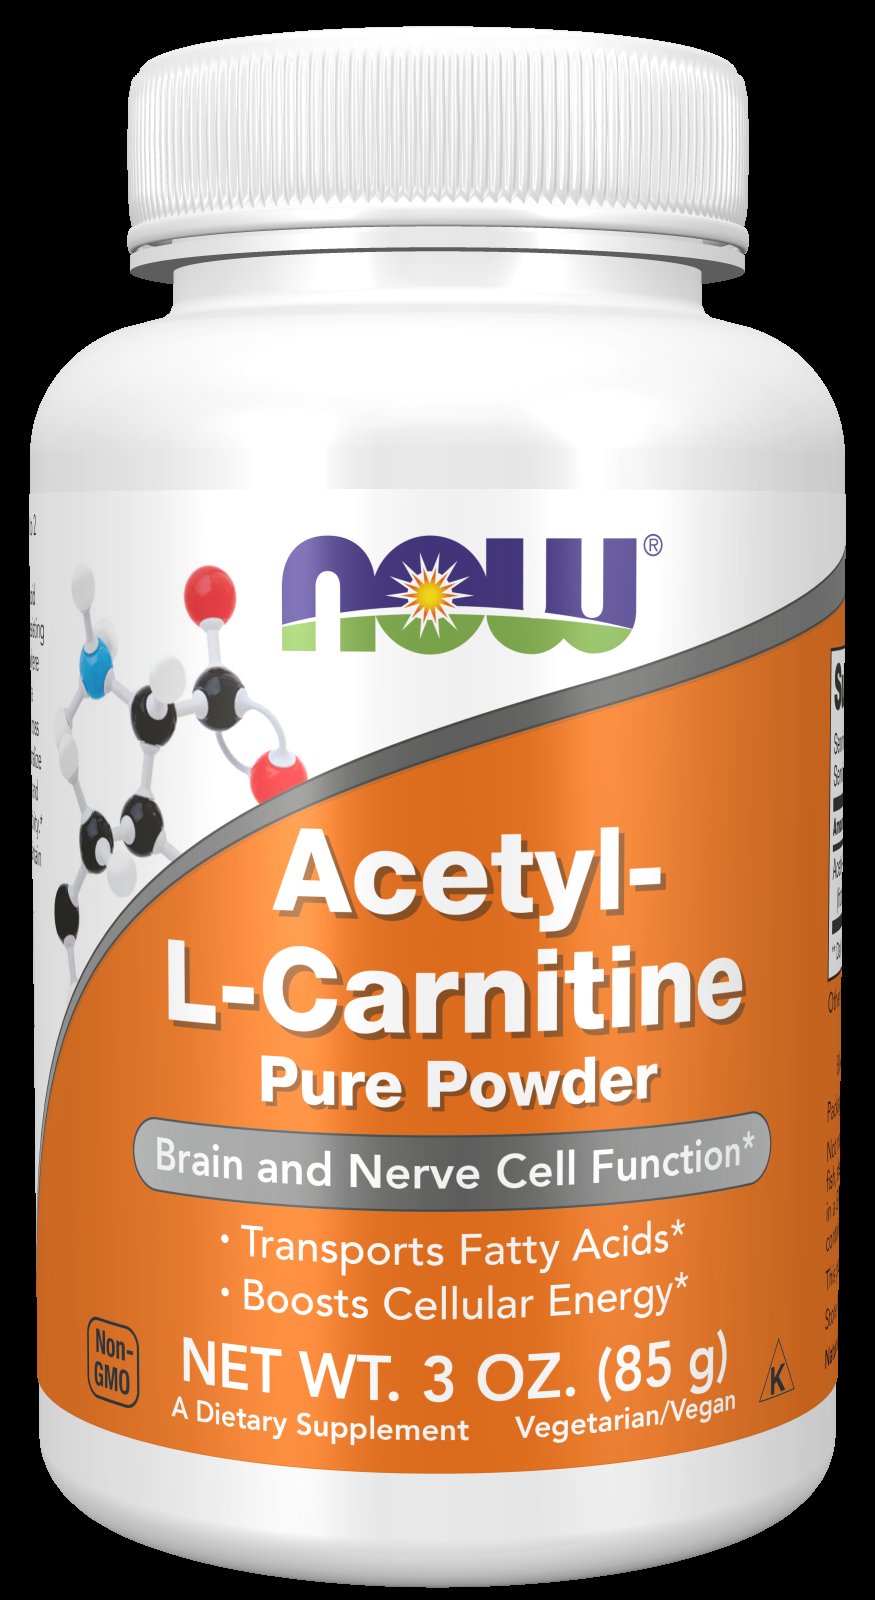 now®
Acetyl-
L-Carnitine
Pure Powder
Brain and Nerve Cell Function*
• Transports Fatty Acids*
• Boosts Cellular Energy*
Non-
GMO
NET WT. 3 OZ. (85 g)
K
A Dietary Supplement Vegetarian/Vegan